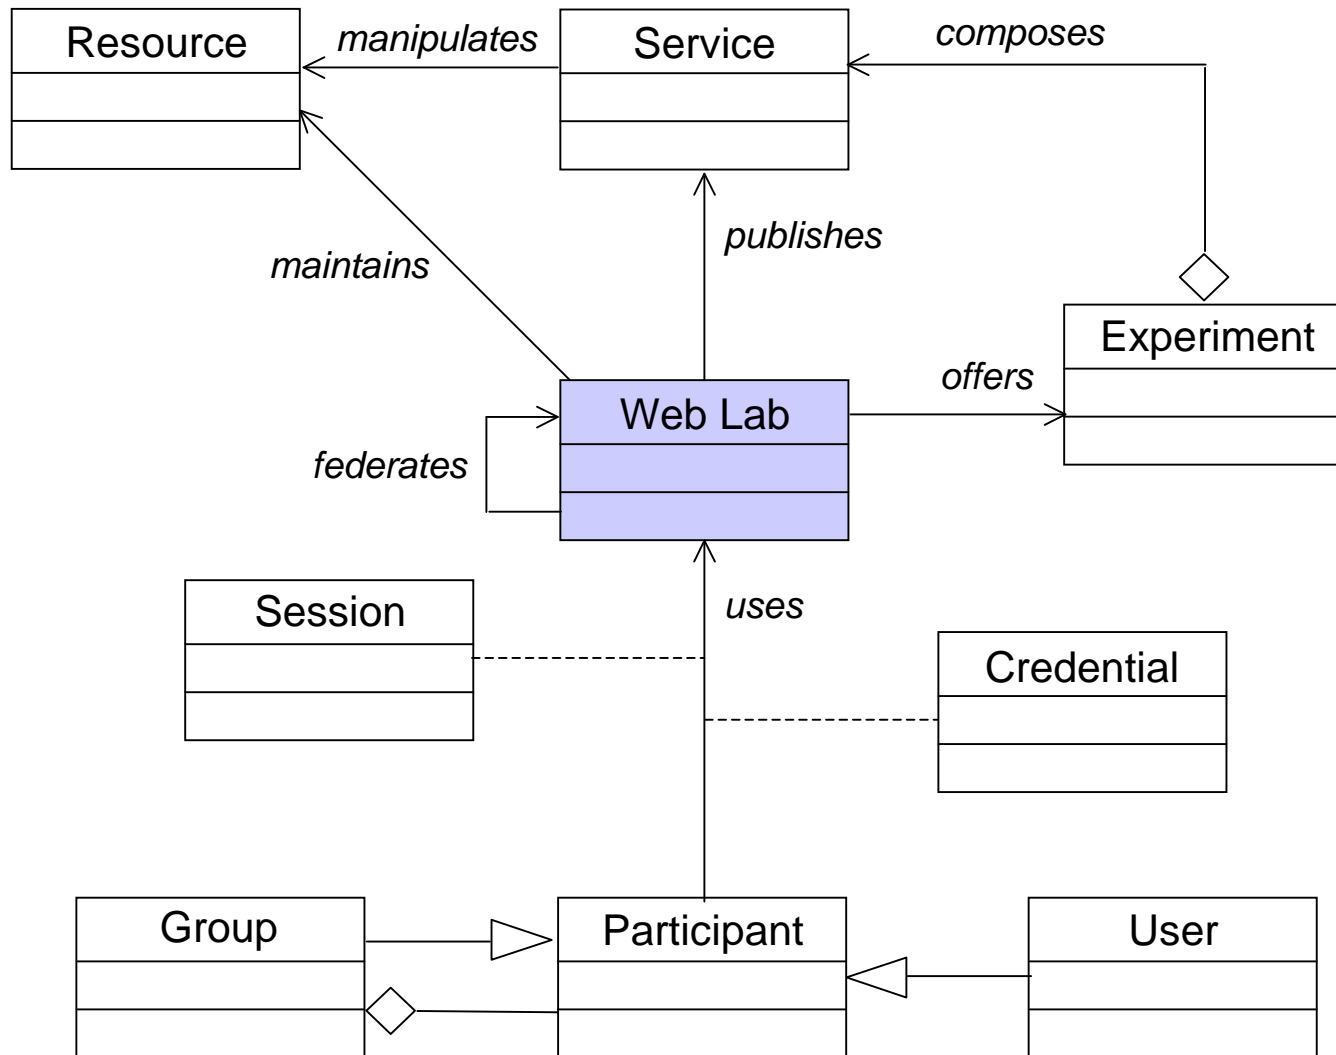 Resource
manipulates
Service
composes
publishes
maintains
Experiment
offers
Web Lab
federates
Session
uses
Credential
Group
Participant
User